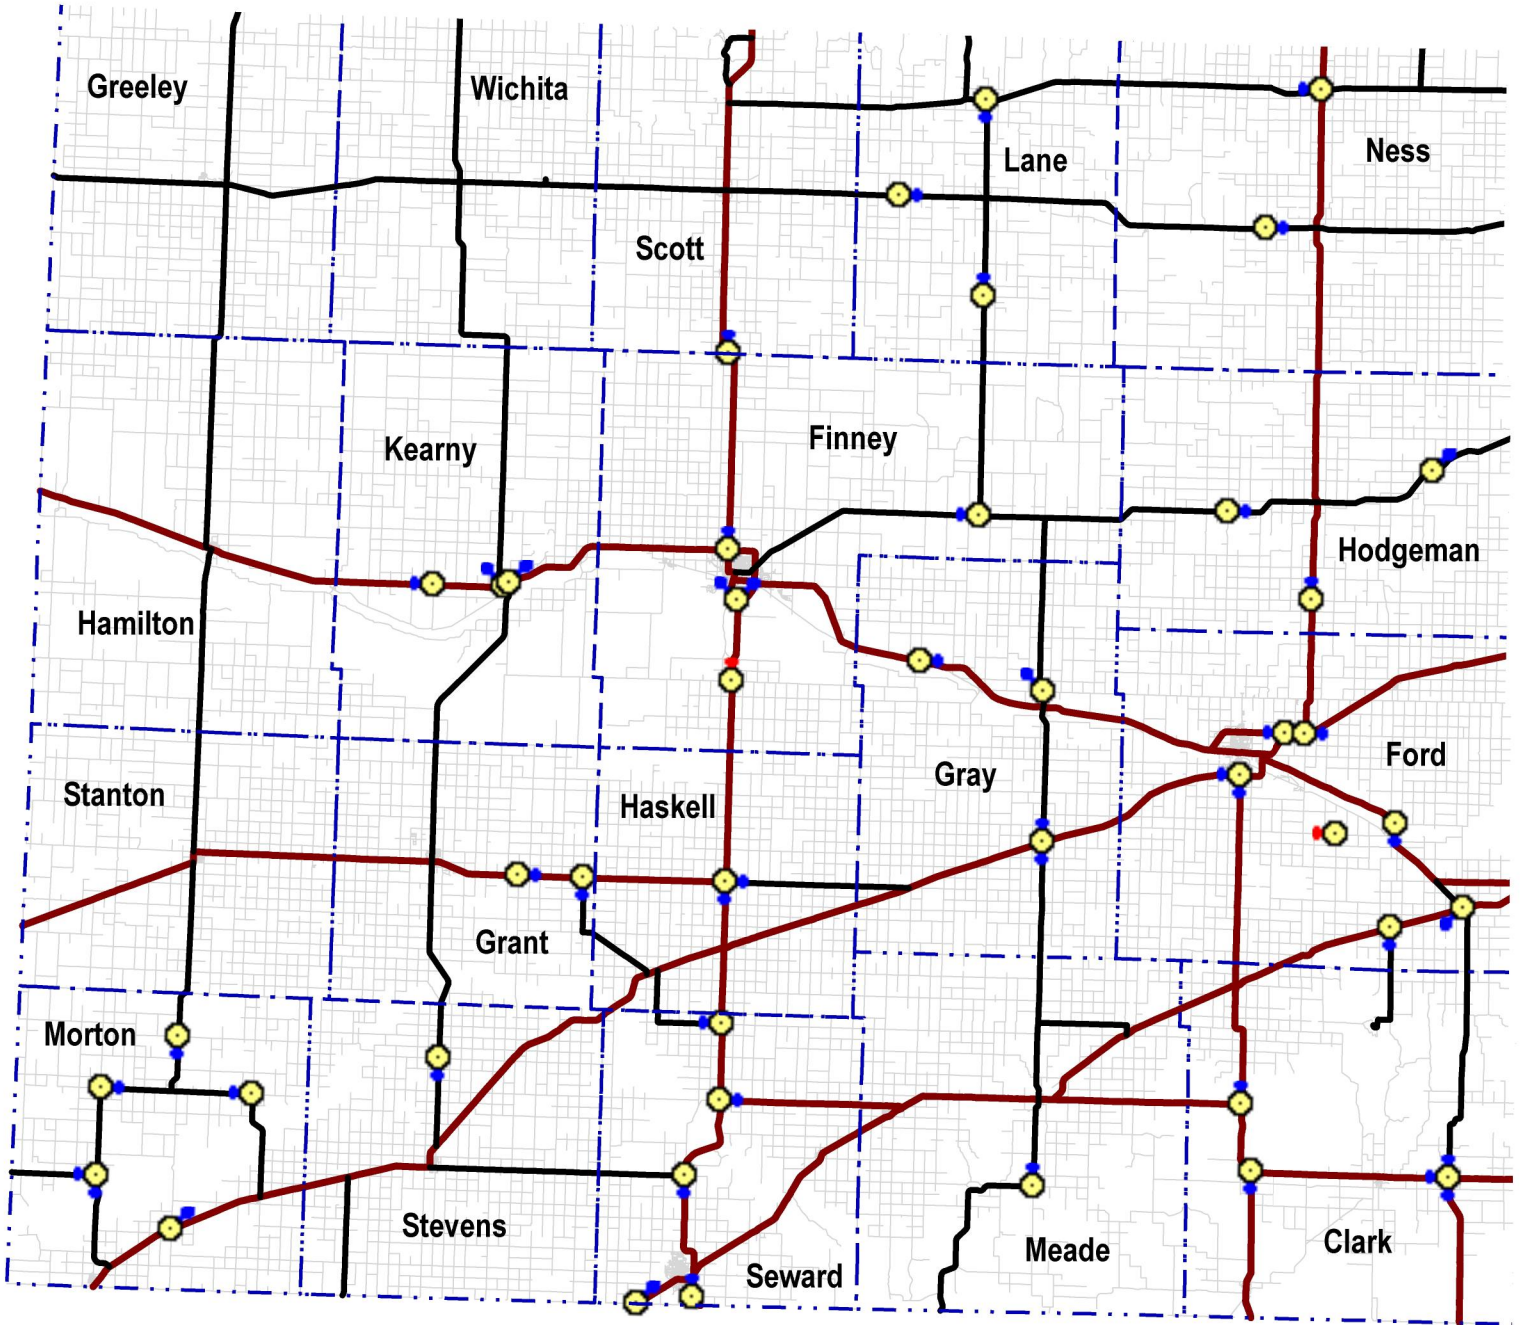 Greeley
Wichita
Ness
Lane
Scott
Finney
Kearny
Hodgeman
Hamilton
Ford
Gray
Stanton
Haskell
Grant
Morton
Stevens
Clark
Meade
Seward